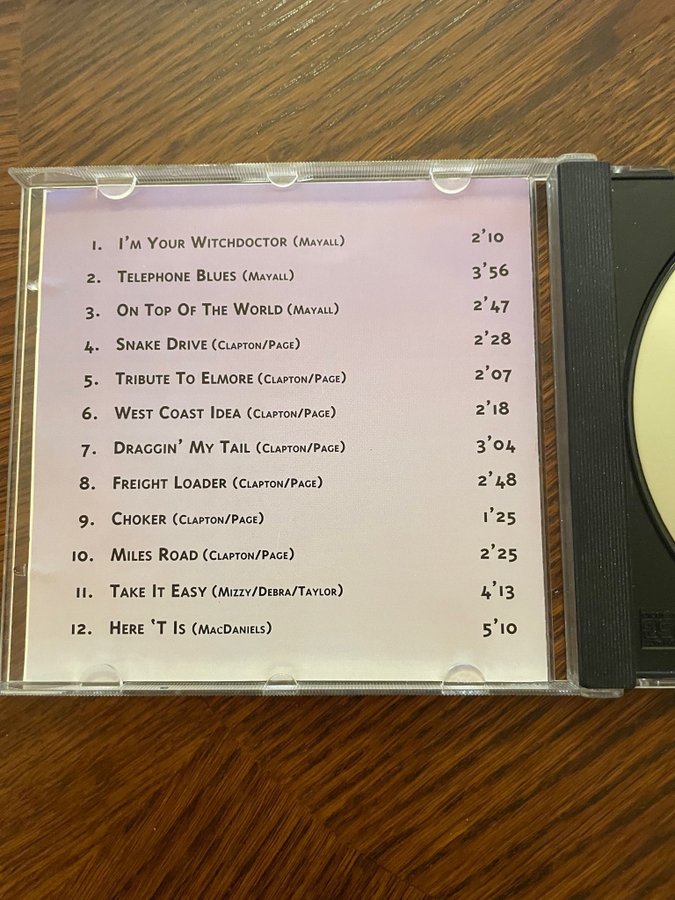 1. I'm Your Witchdoctor (Mayall) 2'10
2. Telephone Blues (Mayall) 3'56
3. On Top Of The World (Mayall) 2'47
4. Snake Drive (Clapton/Page) 2'28
5. Tribute To Elmore (Clapton/Page) 2'07
6. West Coast Idea (Clapton/Page) 2'18
7. Draggin' My Tail (Clapton/Page) 3'04
8. Freight Loader (Clapton/Page) 2'48
9. Choker (Clapton/Page) 1'25
10. Miles Road (Clapton/Page) 2'25
11. Take It Easy (Mizzy/Debra/Taylor) 4'13
12. Here 'T Is (MacDaniels) 5'10